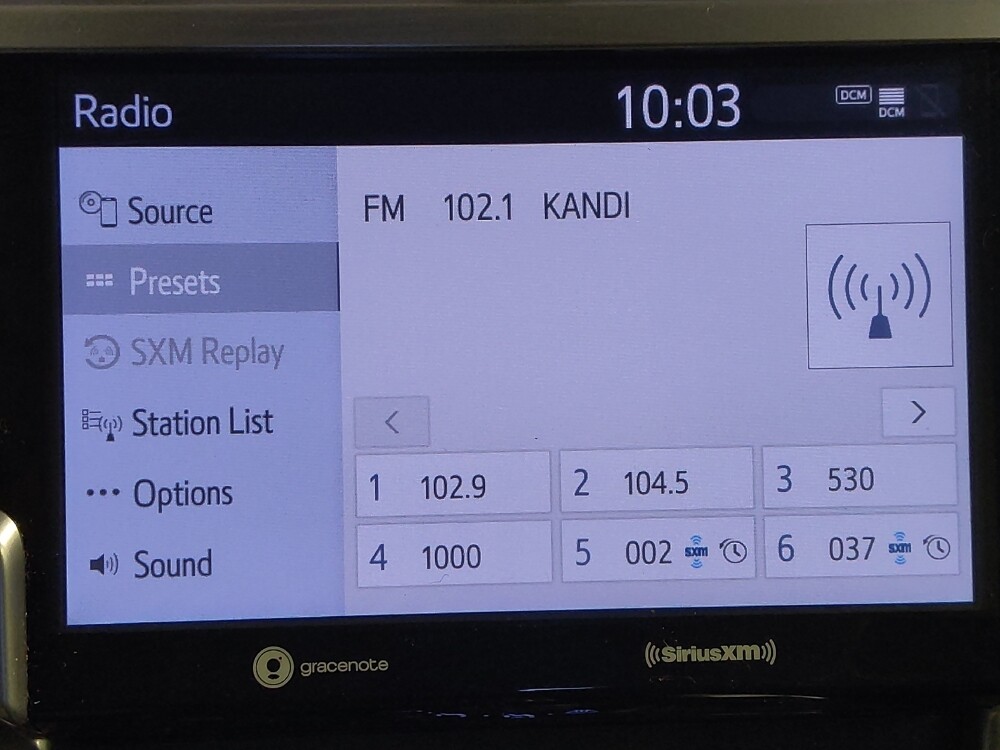 Radio 10:03 DCM DCM
Source
FM 102.1 KANDI
Presets
SXM Replay
Station List
< >
1 102.9 2 104.5 3 530
Options
4 1000 5 002 sxm 6 037 sxm
Sound
gracenote ((SiriusXM))